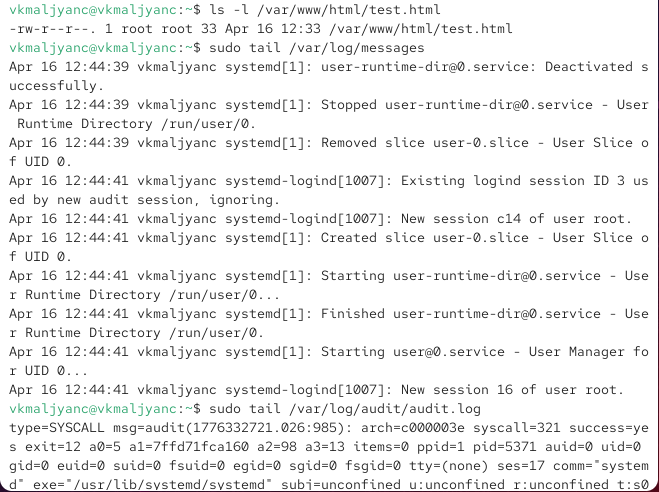 vkmaljyanc@vkmaljyanc:~$ ls -l /var/www/html/test.html
-rw-r--r--. 1 root root 33 Apr 16 12:33 /var/www/html/test.html
vkmaljyanc@vkmaljyanc:~$ sudo tail /var/log/messages
Apr 16 12:44:39 vkmaljyanc systemd[1]: user-runtime-dir@0.service: Deactivated s
uccessfully.
Apr 16 12:44:39 vkmaljyanc systemd[1]: Stopped user-runtime-dir@0.service - User
 Runtime Directory /run/user/0.
Apr 16 12:44:39 vkmaljyanc systemd[1]: Removed slice user-0.slice - User Slice o
f UID 0.
Apr 16 12:44:41 vkmaljyanc systemd-logind[1007]: Existing logind session ID 3 us
ed by new audit session, ignoring.
Apr 16 12:44:41 vkmaljyanc systemd-logind[1007]: New session c14 of user root.
Apr 16 12:44:41 vkmaljyanc systemd[1]: Created slice user-0.slice - User Slice o
f UID 0.
Apr 16 12:44:41 vkmaljyanc systemd[1]: Starting user-runtime-dir@0.service - Use
r Runtime Directory /run/user/0...
Apr 16 12:44:41 vkmaljyanc systemd[1]: Finished user-runtime-dir@0.service - Use
r Runtime Directory /run/user/0.
Apr 16 12:44:41 vkmaljyanc systemd[1]: Starting user@0.service - User Manager fo
r UID 0...
Apr 16 12:44:41 vkmaljyanc systemd-logind[1007]: New session 16 of user root.
vkmaljyanc@vkmaljyanc:~$ sudo tail /var/log/audit/audit.log
type=SYSCALL msg=audit(1776332721.026:985): arch=c000003e syscall=321 success=ye
s exit=12 a0=5 a1=7ffd71fca160 a2=98 a3=13 items=0 ppid=1 pid=5371 auid=0 uid=0
gid=0 euid=0 suid=0 fsuid=0 egid=0 sgid=0 fsgid=0 tty=(none) ses=17 comm="system
d" exe="/usr/lib/systemd/systemd" subj=unconfined_u:unconfined_r:unconfined_t:s0